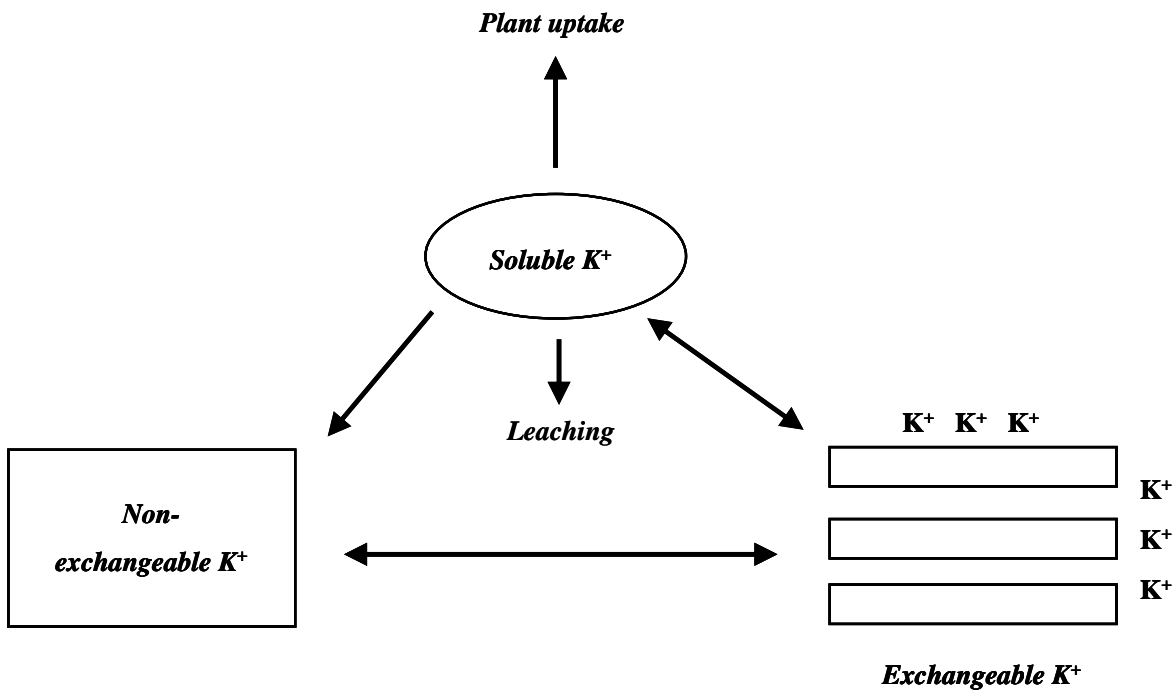 Plant uptake
Soluble K⁺
Leaching
K⁺ K⁺ K⁺
K⁺
Non-
exchangeable K⁺
K⁺
K⁺
Exchangeable K⁺